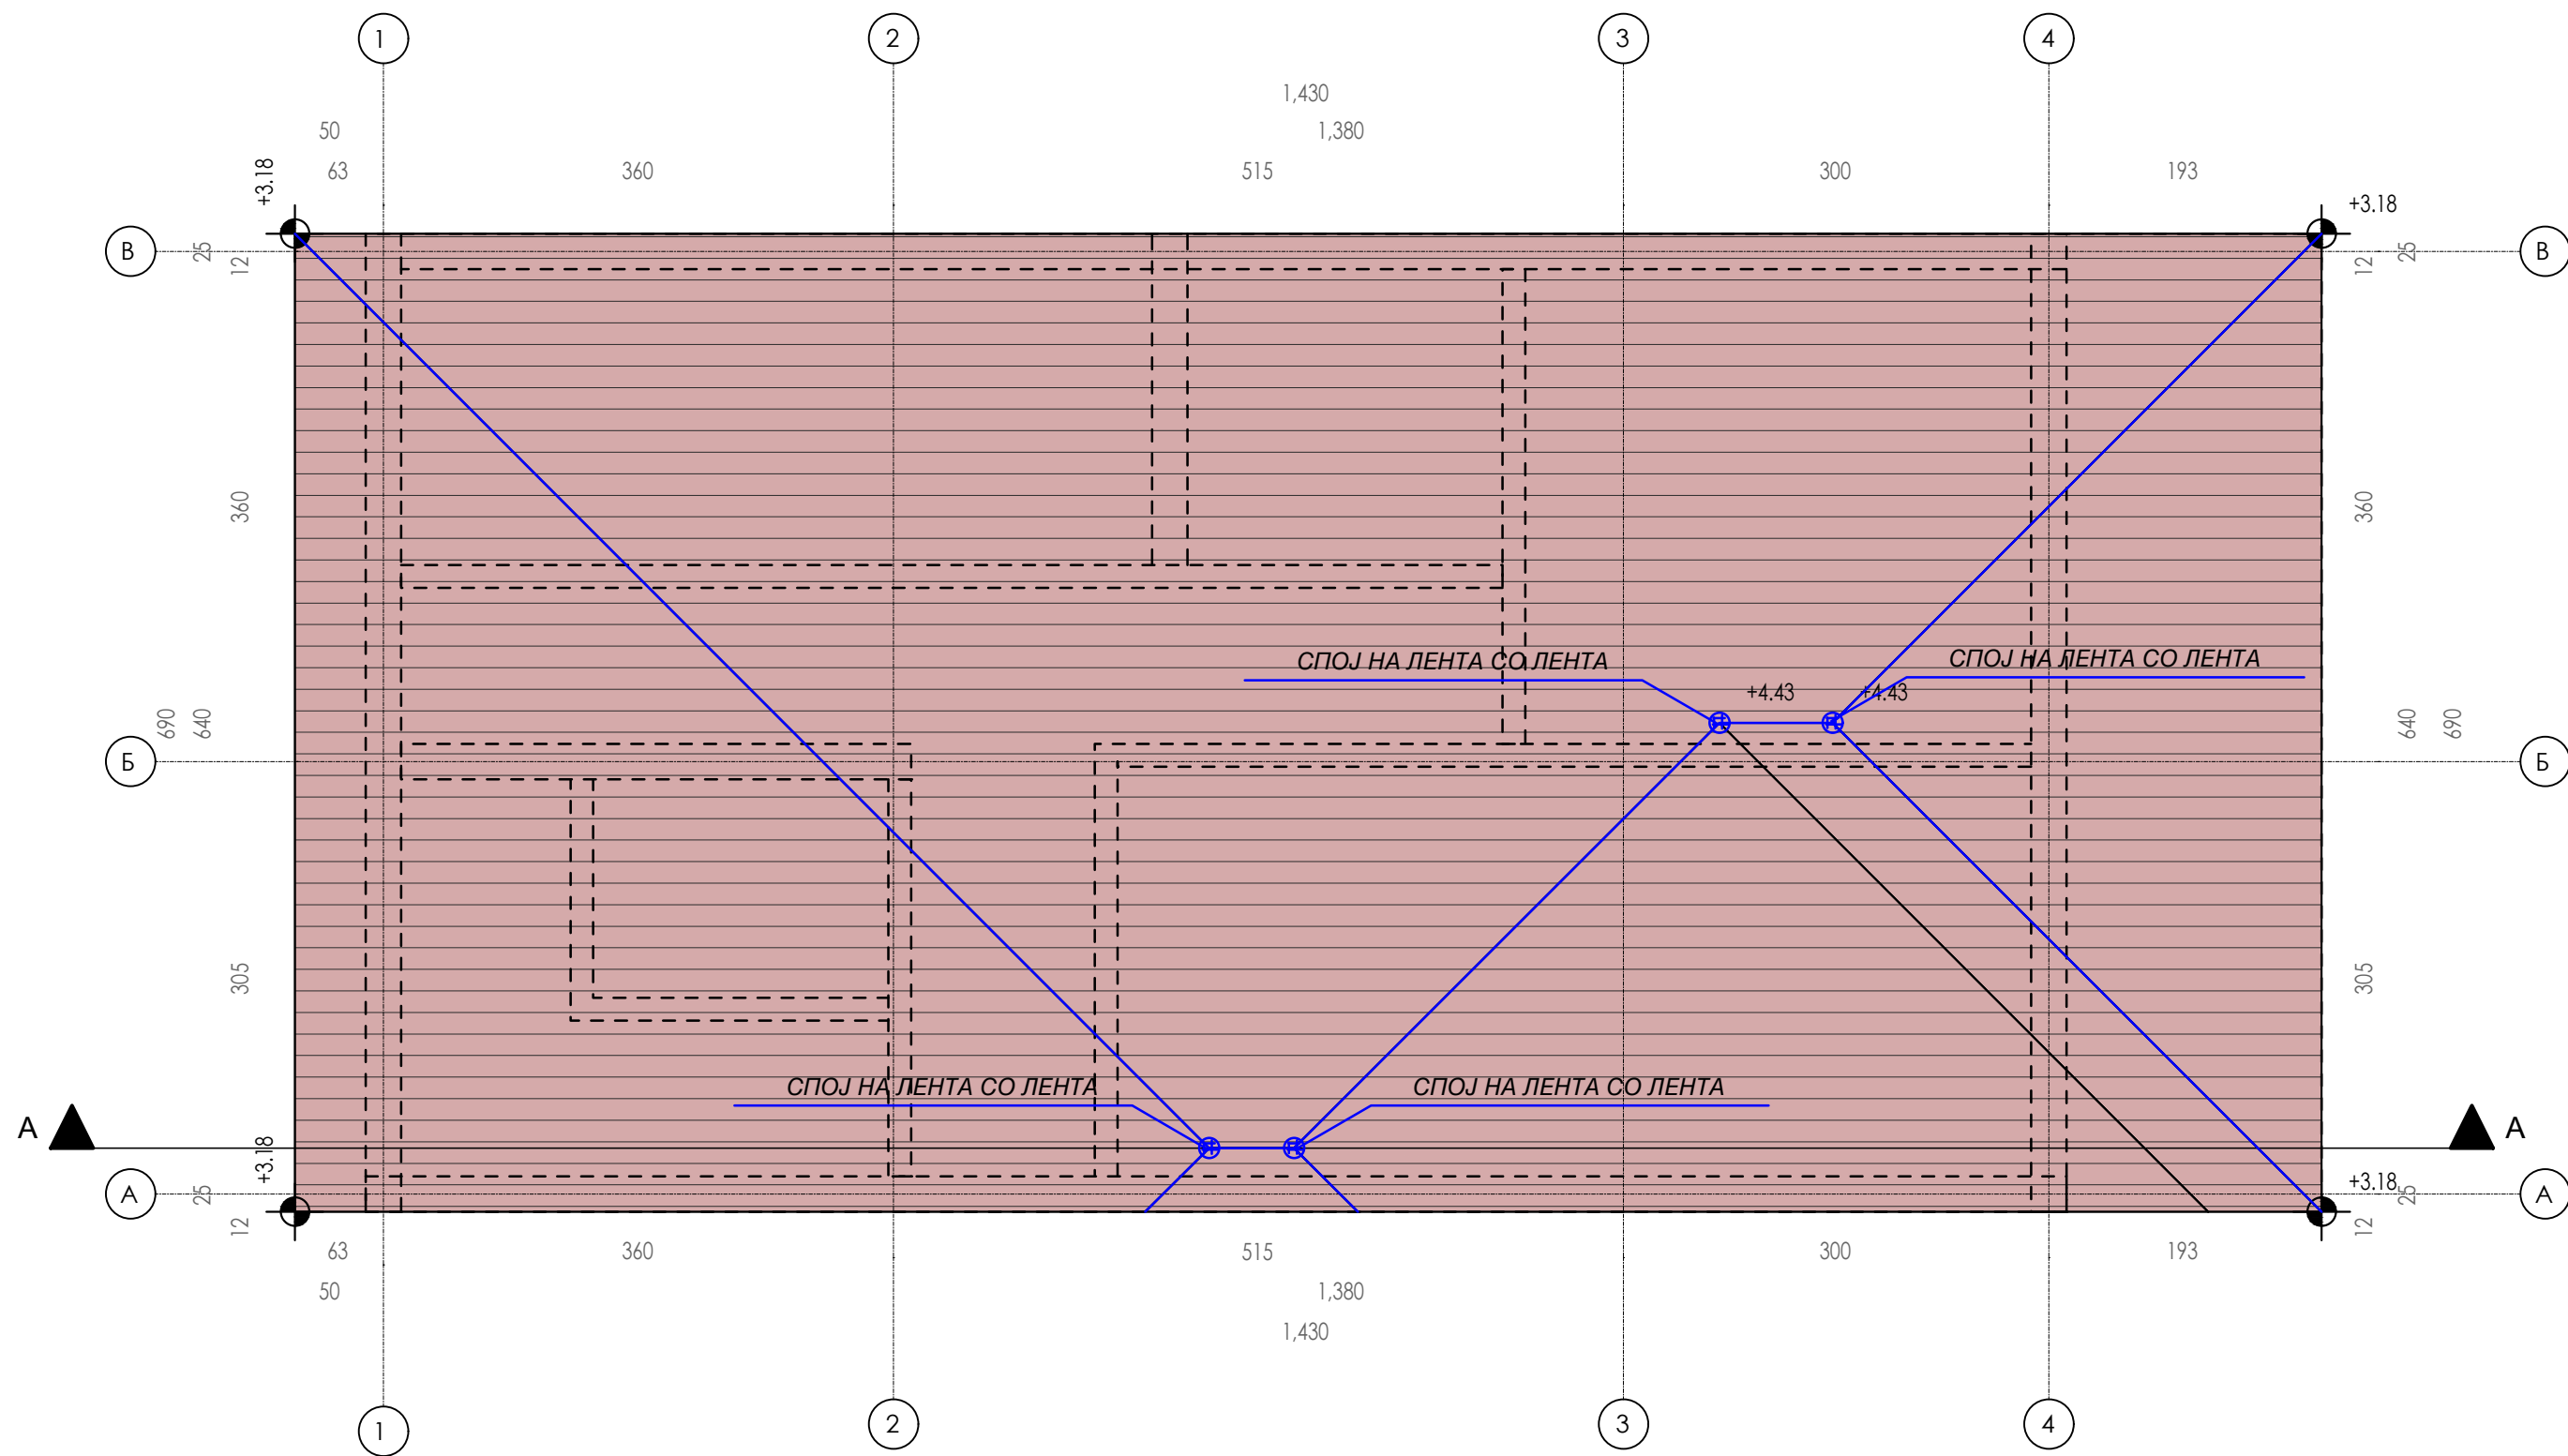 1 2 3 4
1,430
50 1,380
63 360 515 300 193
+3.18 +3.18
В 25 12 12 25 В
360 360
СПОЈ НА ЛЕНТА СО ЛЕНТА СПОЈ НА ЛЕНТА СО ЛЕНТА
+4.43 +4.43
690 640 640 690
Б Б
305 305
СПОЈ НА ЛЕНТА СО ЛЕНТА СПОЈ НА ЛЕНТА СО ЛЕНТА
А А
+3.18 +3.18
А 25 12 12 25 А
63 360 515 300 193
50 1,380
1,430
1 2 3 4